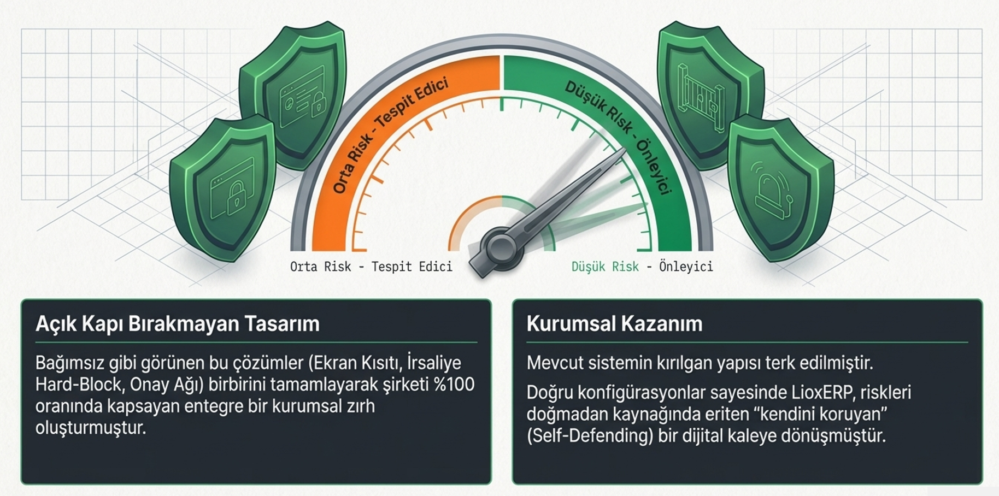 Orta Risk - Tespit Edici
Düşük Rlsk - Önleyici
Orta Risk - Tespit Edici
Düşük Risk - Önleyici
Açık Kapı Bırakmayan Tasarım
Bağımsız gibi görünen bu çözümler (Ekran Kısıtı, İrsaliye
Hard-Block, Onay Ağı) birbirini tamamlayarak şirketi %100
oranında kapsayan entegre bir kurumsal zırh
oluşturmuştur.
Kurumsal Kazanım
Mevcut sistemin kırılgan yapısı terk edilmiştir.
Doğru konfigürasyonlar sayesinde LioxERP, riskleri
doğmadan kaynağında eriten “kendini koruyan”
(Self-Defending) bir dijital kaleye dönüşmüştür.